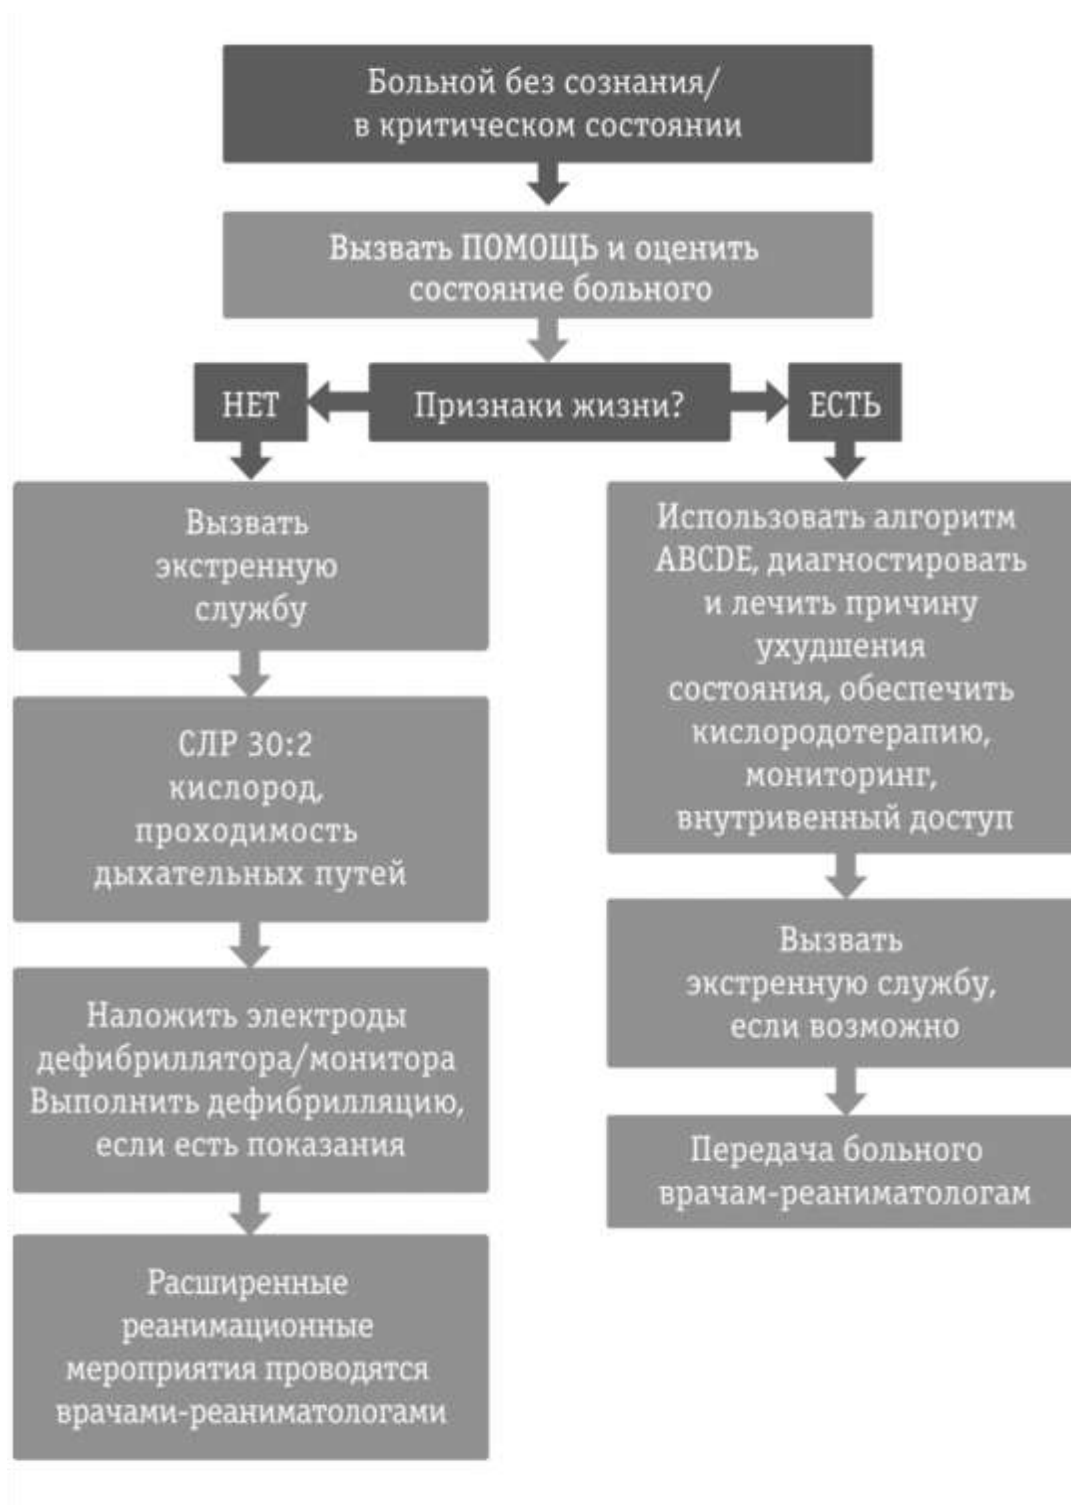 Больной без сознания/
в критическом состоянии
Вызвать ПОМОЩЬ и оценить
состояние больного
НЕТ
Признаки жизни?
ЕСТЬ
Вызвать
экстренную
службу
СЛР 30:2
кислород,
проходимость
дыхательных путей
Наложить электроды
дефибриллятора/монитора
Выполнить дефибрилляцию,
если есть показания
Расширенные
реанимационные
мероприятия проводятся
врачами-реаниматологами
Использовать алгоритм
ABCDE, диагностировать
и лечить причину
ухудшения
состояния, обеспечить
кислородотерапию,
мониторинг,
внутривенный доступ
Вызвать
экстренную службу,
если возможно
Передача больного
врачам-реаниматологам